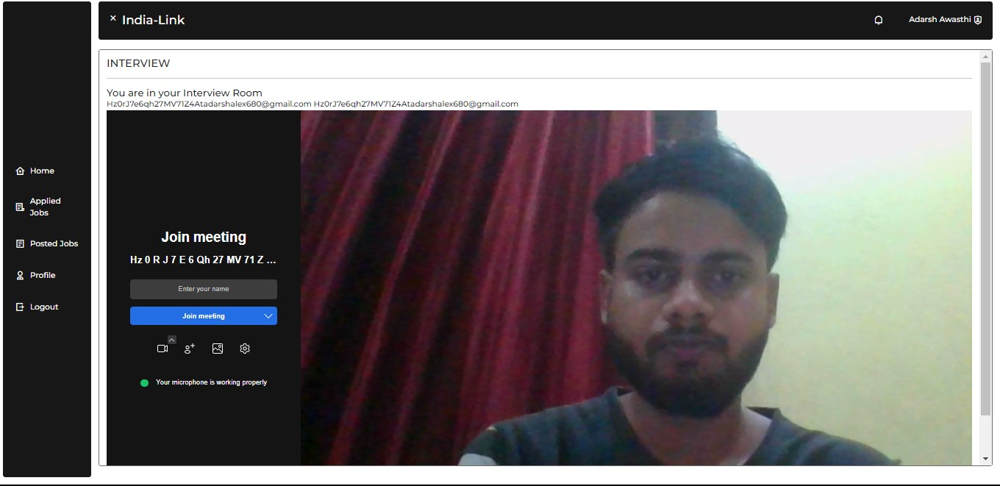 × India-Link
Adarsh Awasthi
Home
Applied
Jobs
Posted Jobs
Profile
Logout
INTERVIEW
You are in your Interview Room
Hz0rJ7e6qh27MV71Z4Atadarshalex680@gmail.com Hz0rJ7e6qh27MV71Z4Atadarshalex680@gmail.com
Join meeting
Hz 0 R J 7 E 6 Qh 27 MV 71 Z ...
Enter your name
Join meeting
Your microphone is working properly